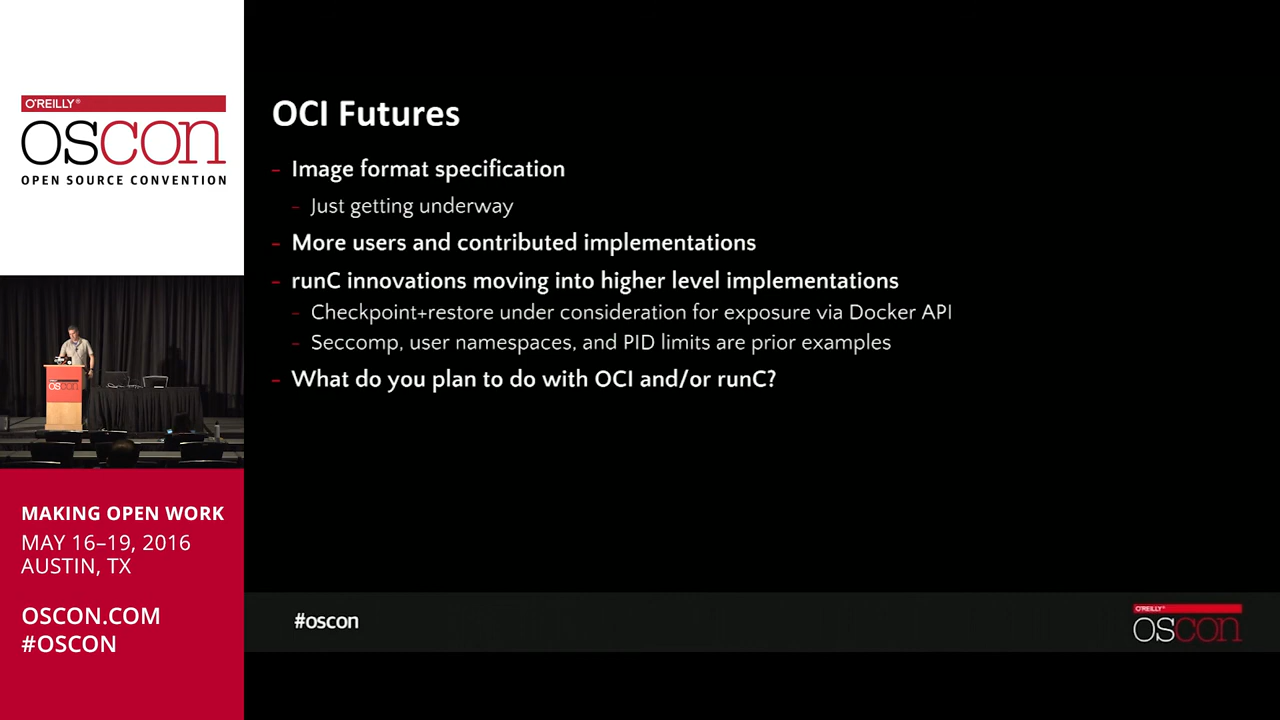 O'REILLY®
OSCON
OPEN SOURCE CONVENTION
MAKING OPEN WORK
MAY 16–19, 2016
AUSTIN, TX
OSCON.COM
#OSCON
OCI Futures
- Image format specification
- Just getting underway
- More users and contributed implementations
- runC innovations moving into higher level implementations
- Checkpoint+restore under consideration for exposure via Docker API
- Seccomp, user namespaces, and PID limits are prior examples
- What do you plan to do with OCI and/or runC?
#oscon
O'REILLY®
OSCON